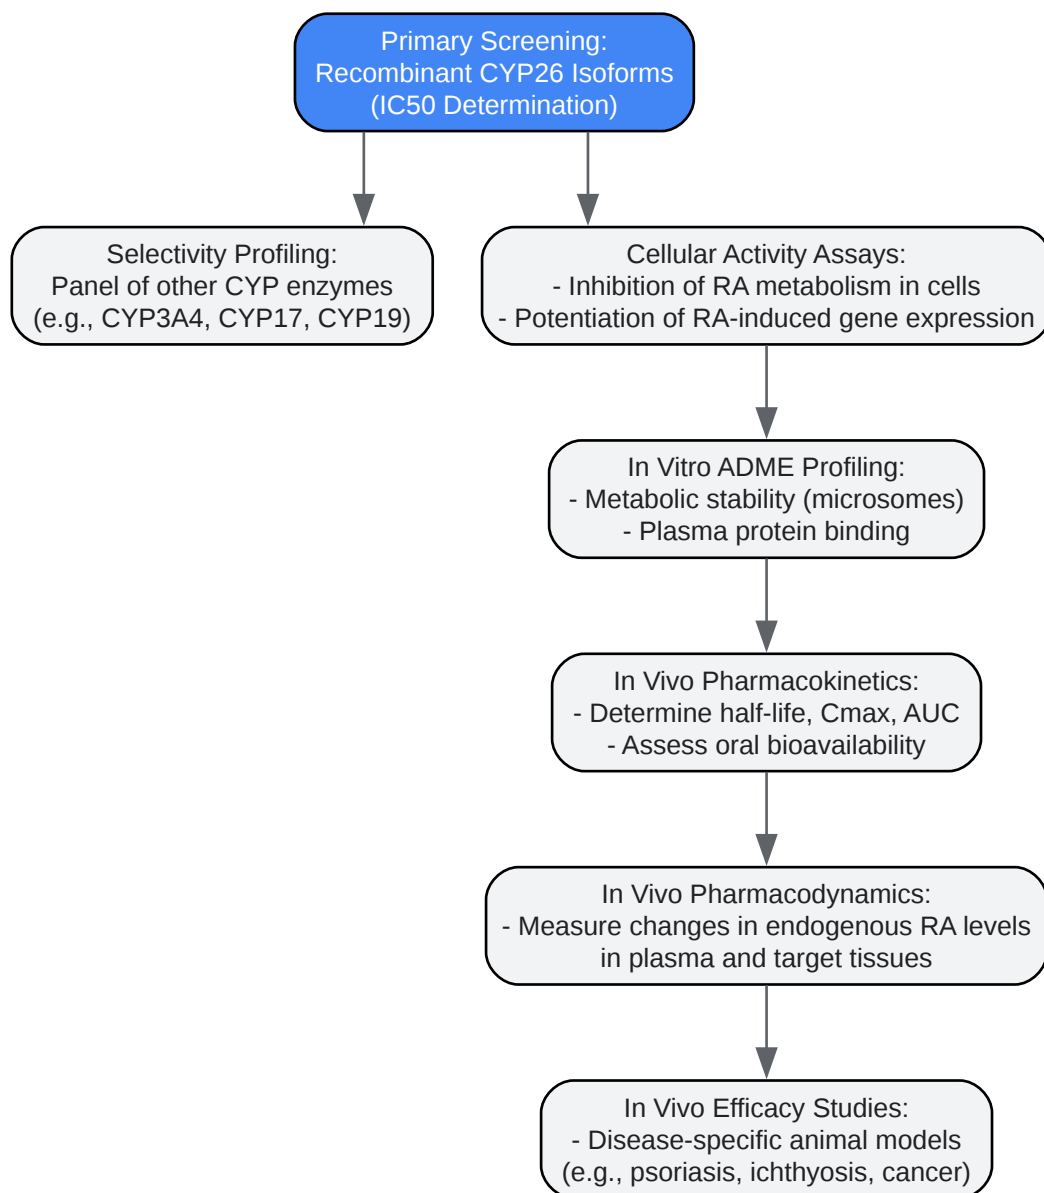 Primary Screening:
Recombinant CYP26 Isoforms
(IC50 Determination)
Selectivity Profiling:
Panel of other CYP enzymes
(e.g., CYP3A4, CYP17, CYP19)
Cellular Activity Assays:
- Inhibition of RA metabolism in cells
- Potentiation of RA-induced gene expression
In Vitro ADME Profiling:
- Metabolic stability (microsomes)
- Plasma protein binding
In Vivo Pharmacokinetics:
- Determine half-life, Cmax, AUC
- Assess oral bioavailability
In Vivo Pharmacodynamics:
- Measure changes in endogenous RA levels
in plasma and target tissues
In Vivo Efficacy Studies:
- Disease-specific animal models
(e.g., psoriasis, ichthyosis, cancer)